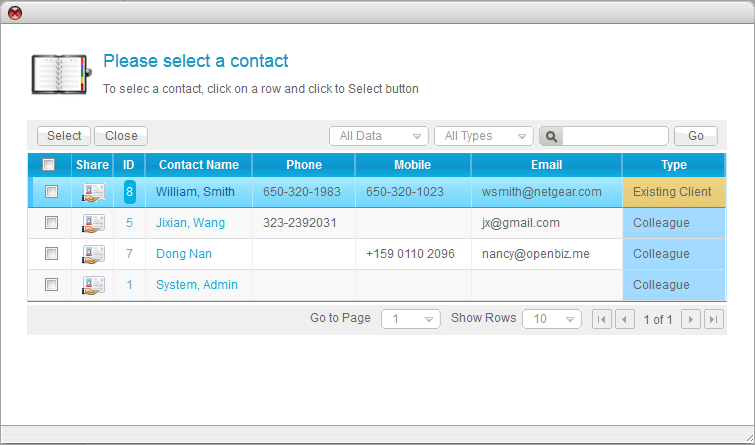 Please select a contact
To selec a contact, click on a row and click to Select button
Select Close All Data All Types Go
Share ID Contact Name Phone Mobile Email Type
8 William, Smith 650-320-1983 650-320-1023 wsmith@netgear.com Existing Client
5 Jixian, Wang 323-2392031 jx@gmail.com Colleague
7 Dong Nan +159 0110 2096 nancy@openbiz.me Colleague
1 System, Admin Colleague
Go to Page 1 Show Rows 10 1 of 1